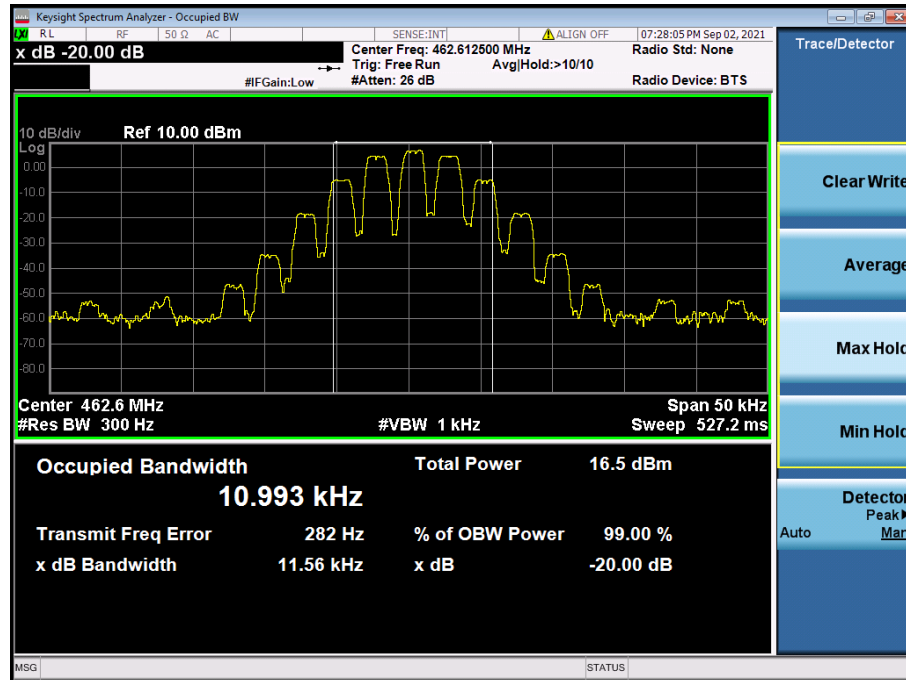 Keysight Spectrum Analyzer - Occupied BW
LXI RL RF 50 Ω AC SENSE:INT ALIGN OFF 07:28:05 PM Sep 02, 2021
x dB -20.00 dB Center Freq: 462.612500 MHz Radio Std: None
Trig: Free Run Avg|Hold:>10/10
#IFGain:Low #Atten: 26 dB Radio Device: BTS
Trace/Detector
10 dB/div Ref 10.00 dBm
Log
0.00
-10.0
-20.0
-30.0
-40.0
-50.0
-60.0
-70.0
-80.0
Center 462.6 MHz Span 50 kHz
#Res BW 300 Hz #VBW 1 kHz Sweep 527.2 ms
Occupied Bandwidth Total Power 16.5 dBm
10.993 kHz
Transmit Freq Error 282 Hz % of OBW Power 99.00 %
x dB Bandwidth 11.56 kHz x dB -20.00 dB
Clear Write
Average
Max Hold
Min Hold
Detector
Peak
Auto Man
MSG STATUS